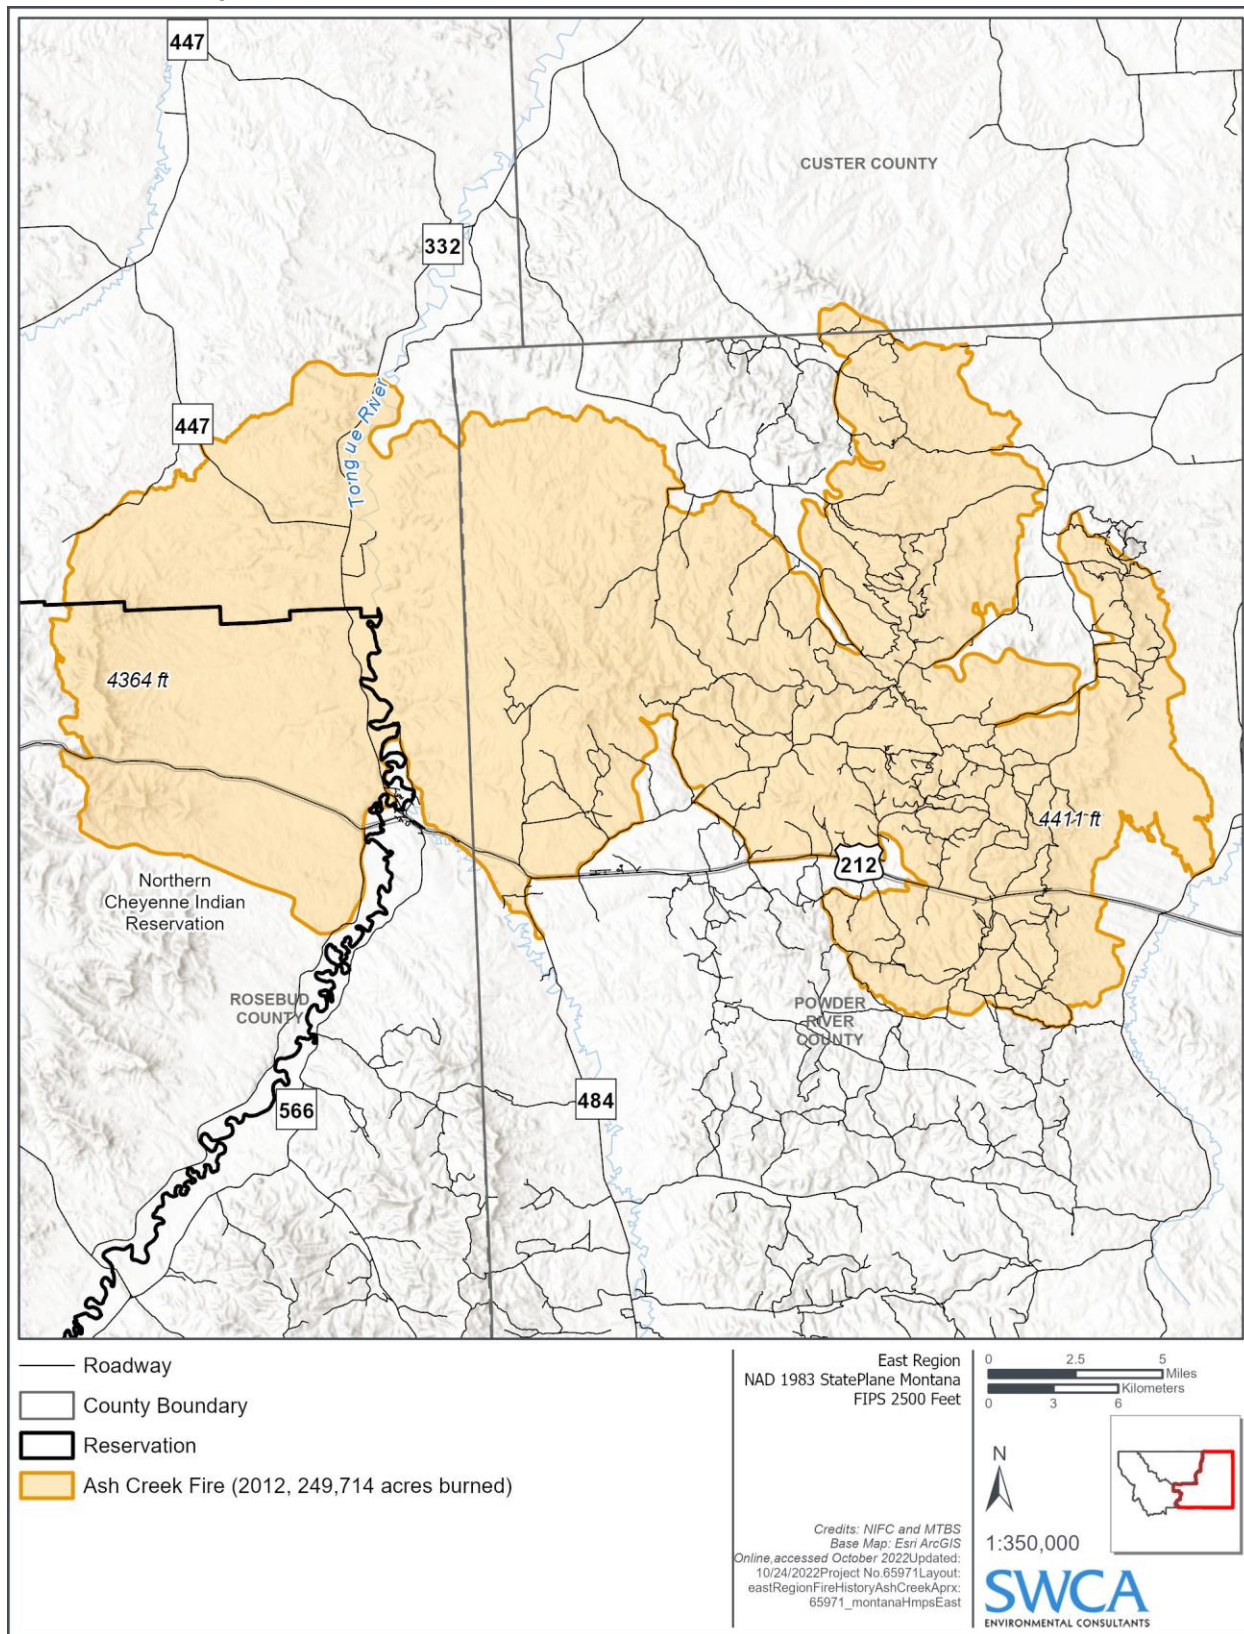 447
CUSTER COUNTY
332
447
Tongue River
4364 ft
4411 ft
212
Northern
Cheyenne Indian
Reservation
ROSEBUD
COUNTY
POWDER
RIVER
COUNTY
566
484
Roadway
County Boundary
Reservation
Ash Creek Fire (2012, 249,714 acres burned)
East Region
NAD 1983 StatePlane Montana
FIPS 2500 Feet
Credits: NIFC and MTBS
Base Map: Esri ArcGIS
Online,accessed October 2022Updated:
10/24/2022Project No.65971Layout:
eastRegionFireHistoryAshCreekAprx:
65971_montanaHmpsEast
0 2.5 5
Miles
Kilometers
0 3 6
N
1:350,000
SWCA
ENVIRONMENTAL CONSULTANTS